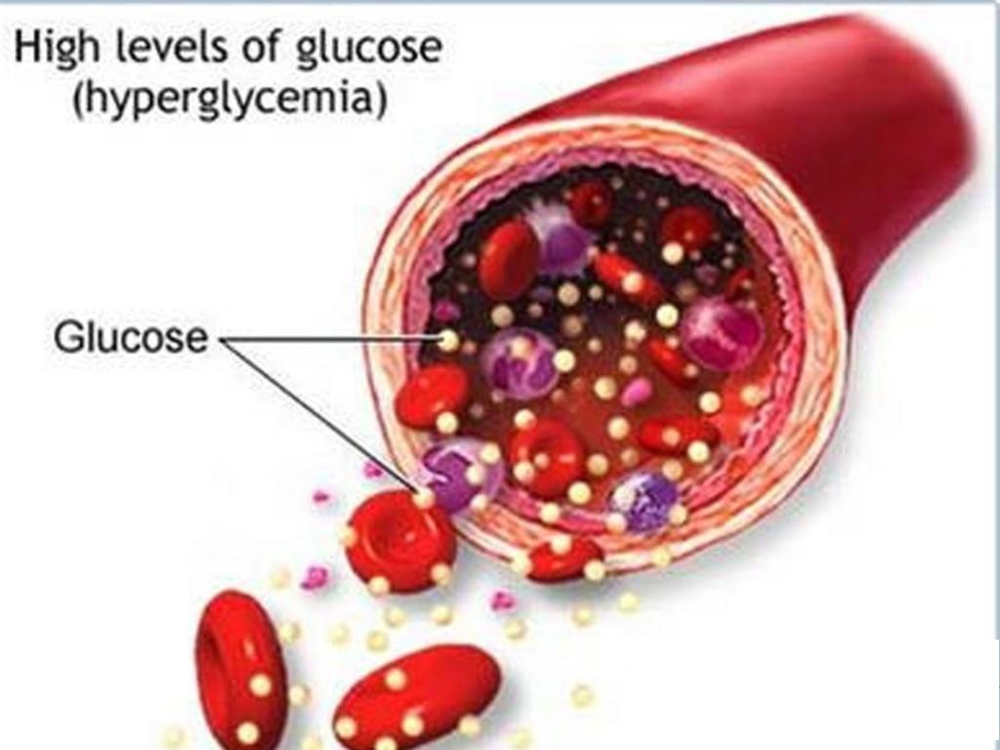 High levels of glucose
(hyperglycemia)
Glucose